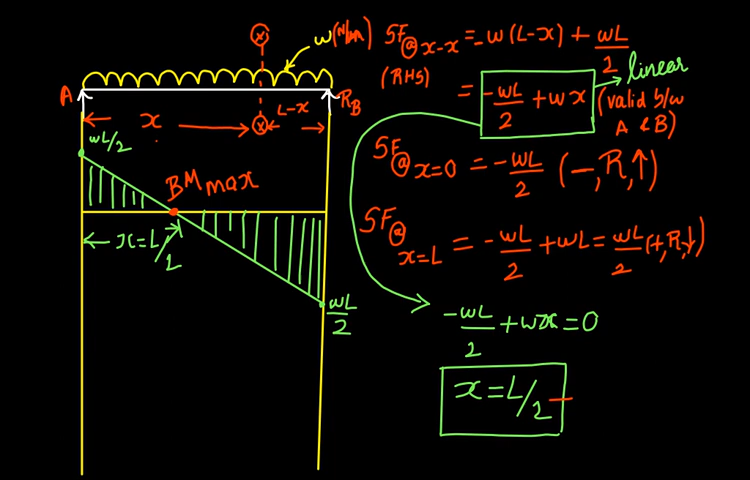 w(N/m)
SF@x-x = -w(L-x) + wL/2
(RHS)
= -wL/2 + wx
linear
(valid b/w
A & B)
A
R_B
x
L-x
wL/2
BM max
x=L/2
wL/2
SF@x=0 = -wL/2 (-,R,↑)
SF@x=L = -wL/2 + wL = wL/2 (+,R,↓)
-wL/2 + wx = 0
x = L/2